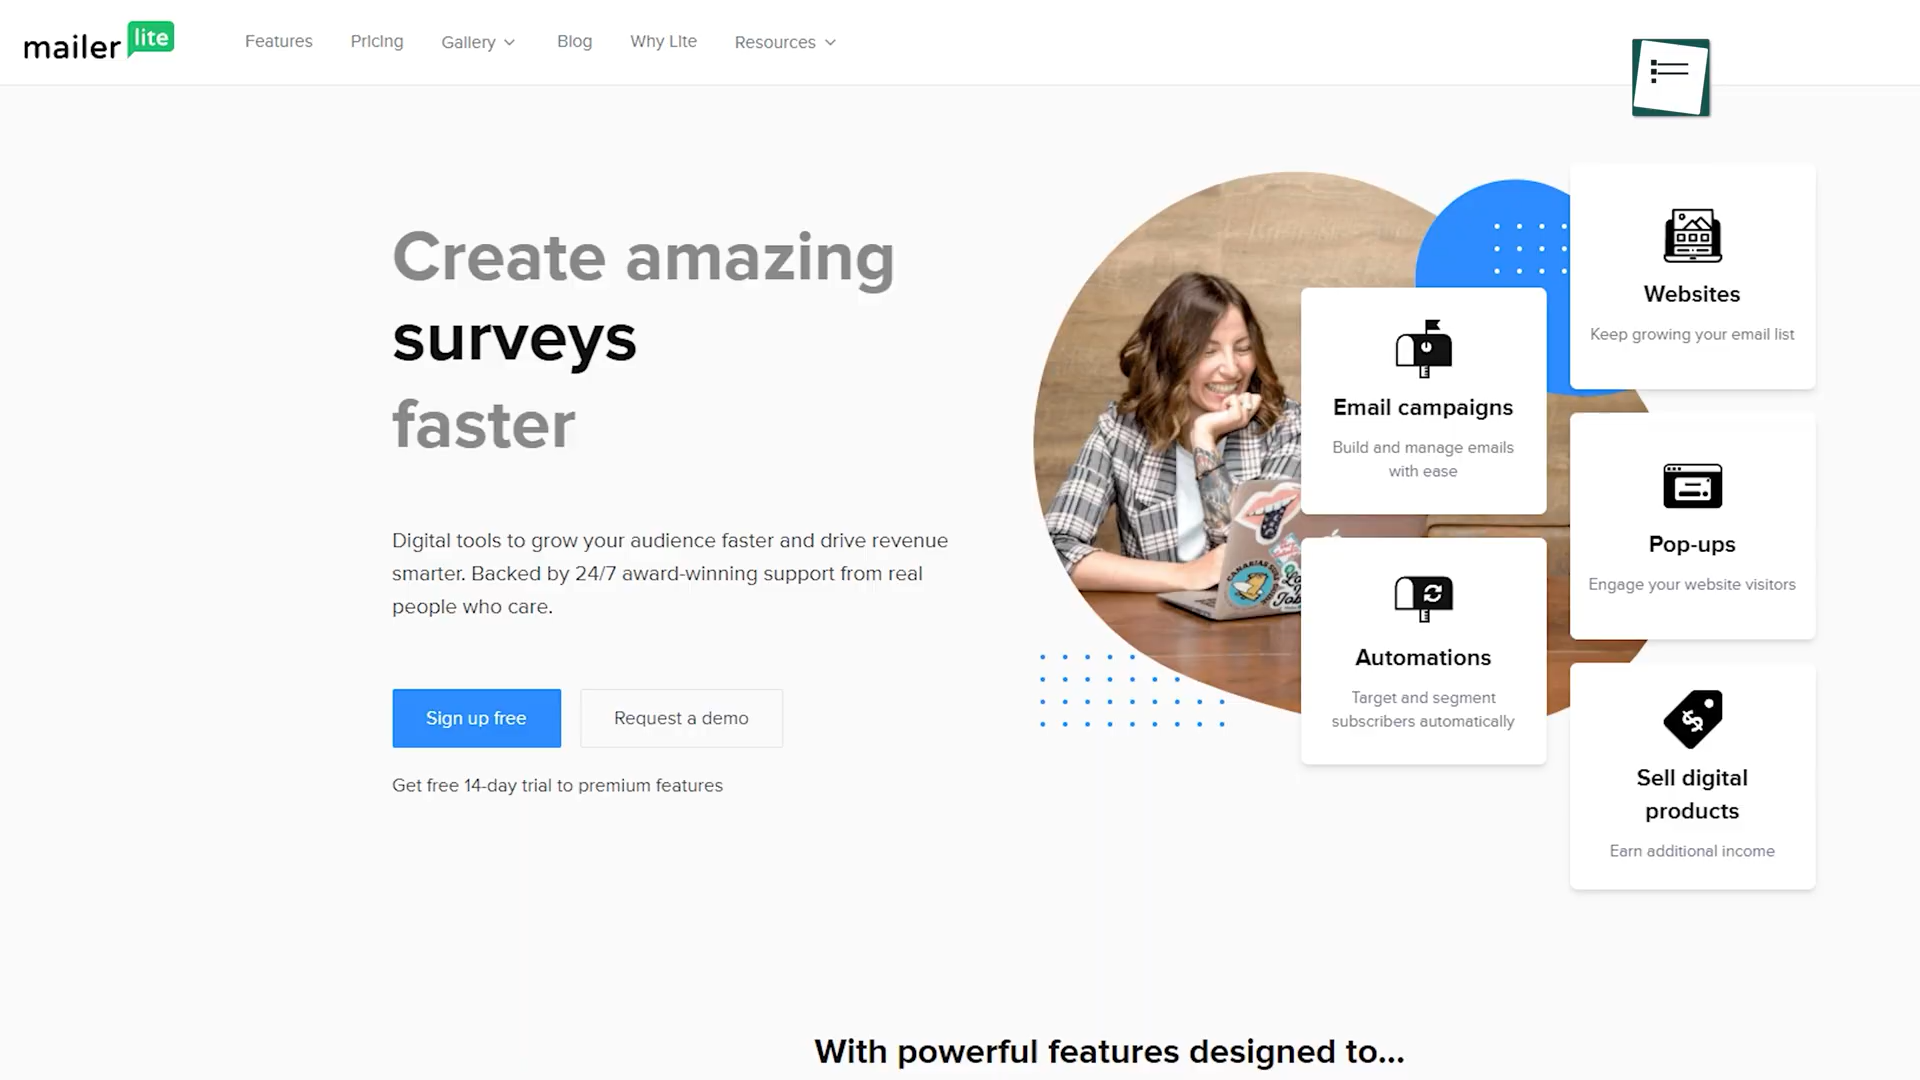 mailer lite
Features
Pricing
Gallery
Blog
Why Lite
Resources
Create amazing
surveys
faster
Digital tools to grow your audience faster and drive revenue
smarter. Backed by 24/7 award-winning support from real
people who care.
Sign up free
Request a demo
Get free 14-day trial to premium features
Email campaigns
Build and manage emails
with ease
Automations
Target and segment
subscribers automatically
Websites
Keep growing your email list
Pop-ups
Engage your website visitors
Sell digital
products
Earn additional income
With powerful features designed to...